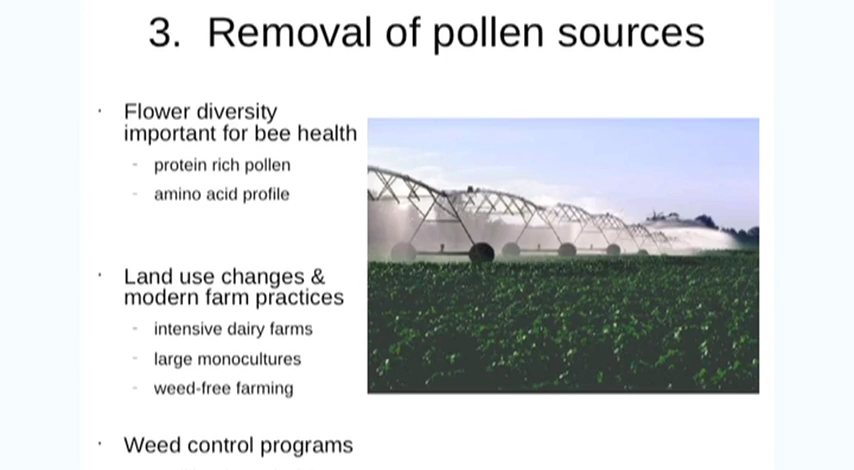 3. Removal of pollen sources
· Flower diversity
important for bee health
- protein rich pollen
- amino acid profile
· Land use changes &
modern farm practices
- intensive dairy farms
- large monocultures
- weed-free farming
· Weed control programs